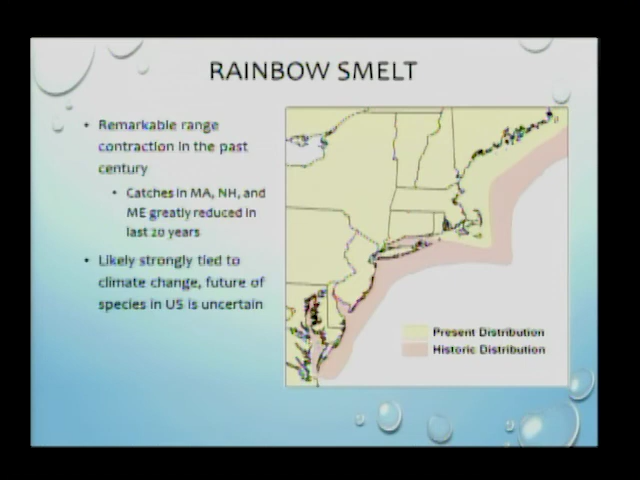 RAINBOW SMELT
• Remarkable range
contraction in the past
century
• Catches in MA, NH, and
ME greatly reduced in
last 20 years
• Likely strongly tied to
climate change, future of
species in US is uncertain
Present Distribution
Historic Distribution